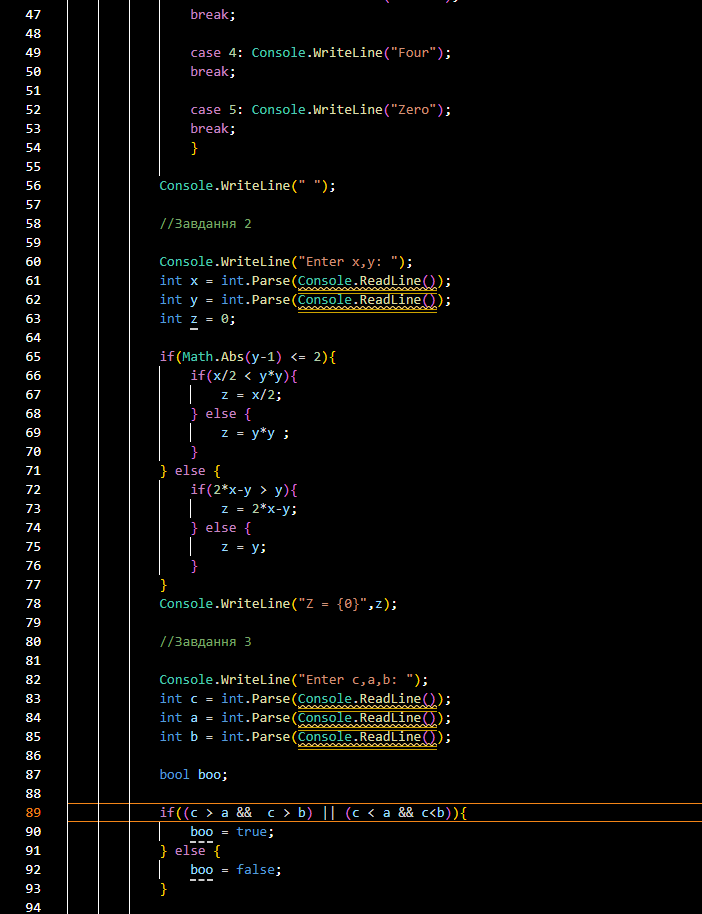 47 break;
48
49 case 4: Console.WriteLine("Four");
50 break;
51
52 case 5: Console.WriteLine("Zero");
53 break;
54 }
55
56 Console.WriteLine(" ");
57
58 //Завдання 2
59
60 Console.WriteLine("Enter x,y: ");
61 int x = int.Parse(Console.ReadLine());
62 int y = int.Parse(Console.ReadLine());
63 int z = 0;
64
65 if(Math.Abs(y-1) <= 2){
66 if(x/2 < y*y){
67 z = x/2;
68 } else {
69 z = y*y ;
70 }
71 } else {
72 if(2*x-y > y){
73 z = 2*x-y;
74 } else {
75 z = y;
76 }
77 }
78 Console.WriteLine("Z = {0}",z);
79
80 //Завдання 3
81
82 Console.WriteLine("Enter c,a,b: ");
83 int c = int.Parse(Console.ReadLine());
84 int a = int.Parse(Console.ReadLine());
85 int b = int.Parse(Console.ReadLine());
86
87 bool boo;
88
89 if((c > a &&  c > b) || (c < a && c<b)){
90 boo = true;
91 } else {
92 boo = false;
93 }
94